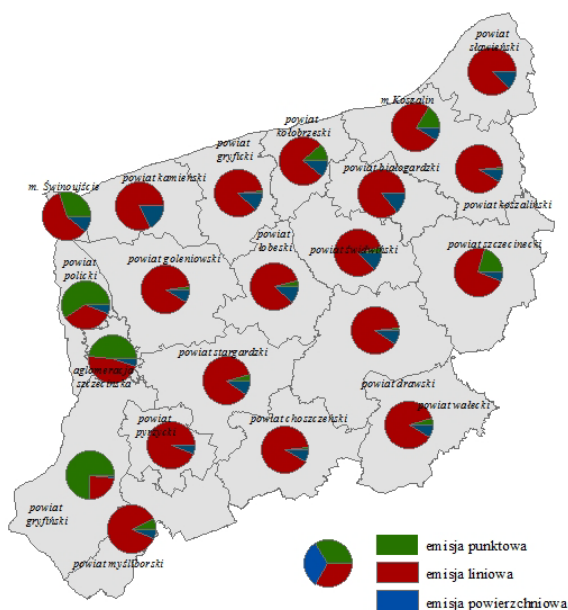 powiat
sławieński
m.Koszalin
powiat
kołobrzeski
powiat
gryficki
powiat białogardzki
powiat kamieński
m. Świnoujście
powiat koszaliński
powiat
łobeski
powiat świdwiński
powiat szczecinecki
powiat goleniowski
powiat
policki
powiat stargardzki
aglomeracja
szczecińska
powiat drawski
powiat wałecki
powiat
pyrzycki
powiat choszczeński
powiat
gryfiński
powiat myśliborski
emisja punktowa
emisja liniowa
emisja powierzchniowa